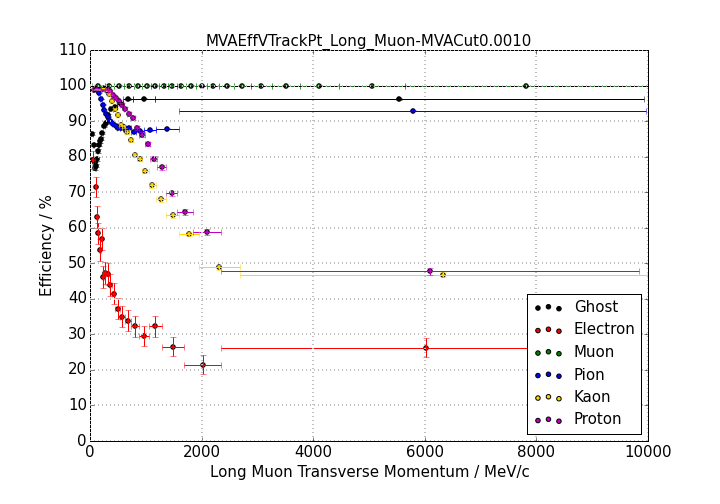 MVAEffVTrackPt_Long_Muon-MVACut0.0010
110
100
90
80
70
60
50
40
30
20
10
0
Efficiency / %
0 2000 4000 6000 8000 10000
Long Muon Transverse Momentum / MeV/c
Ghost
Electron
Muon
Pion
Kaon
Proton